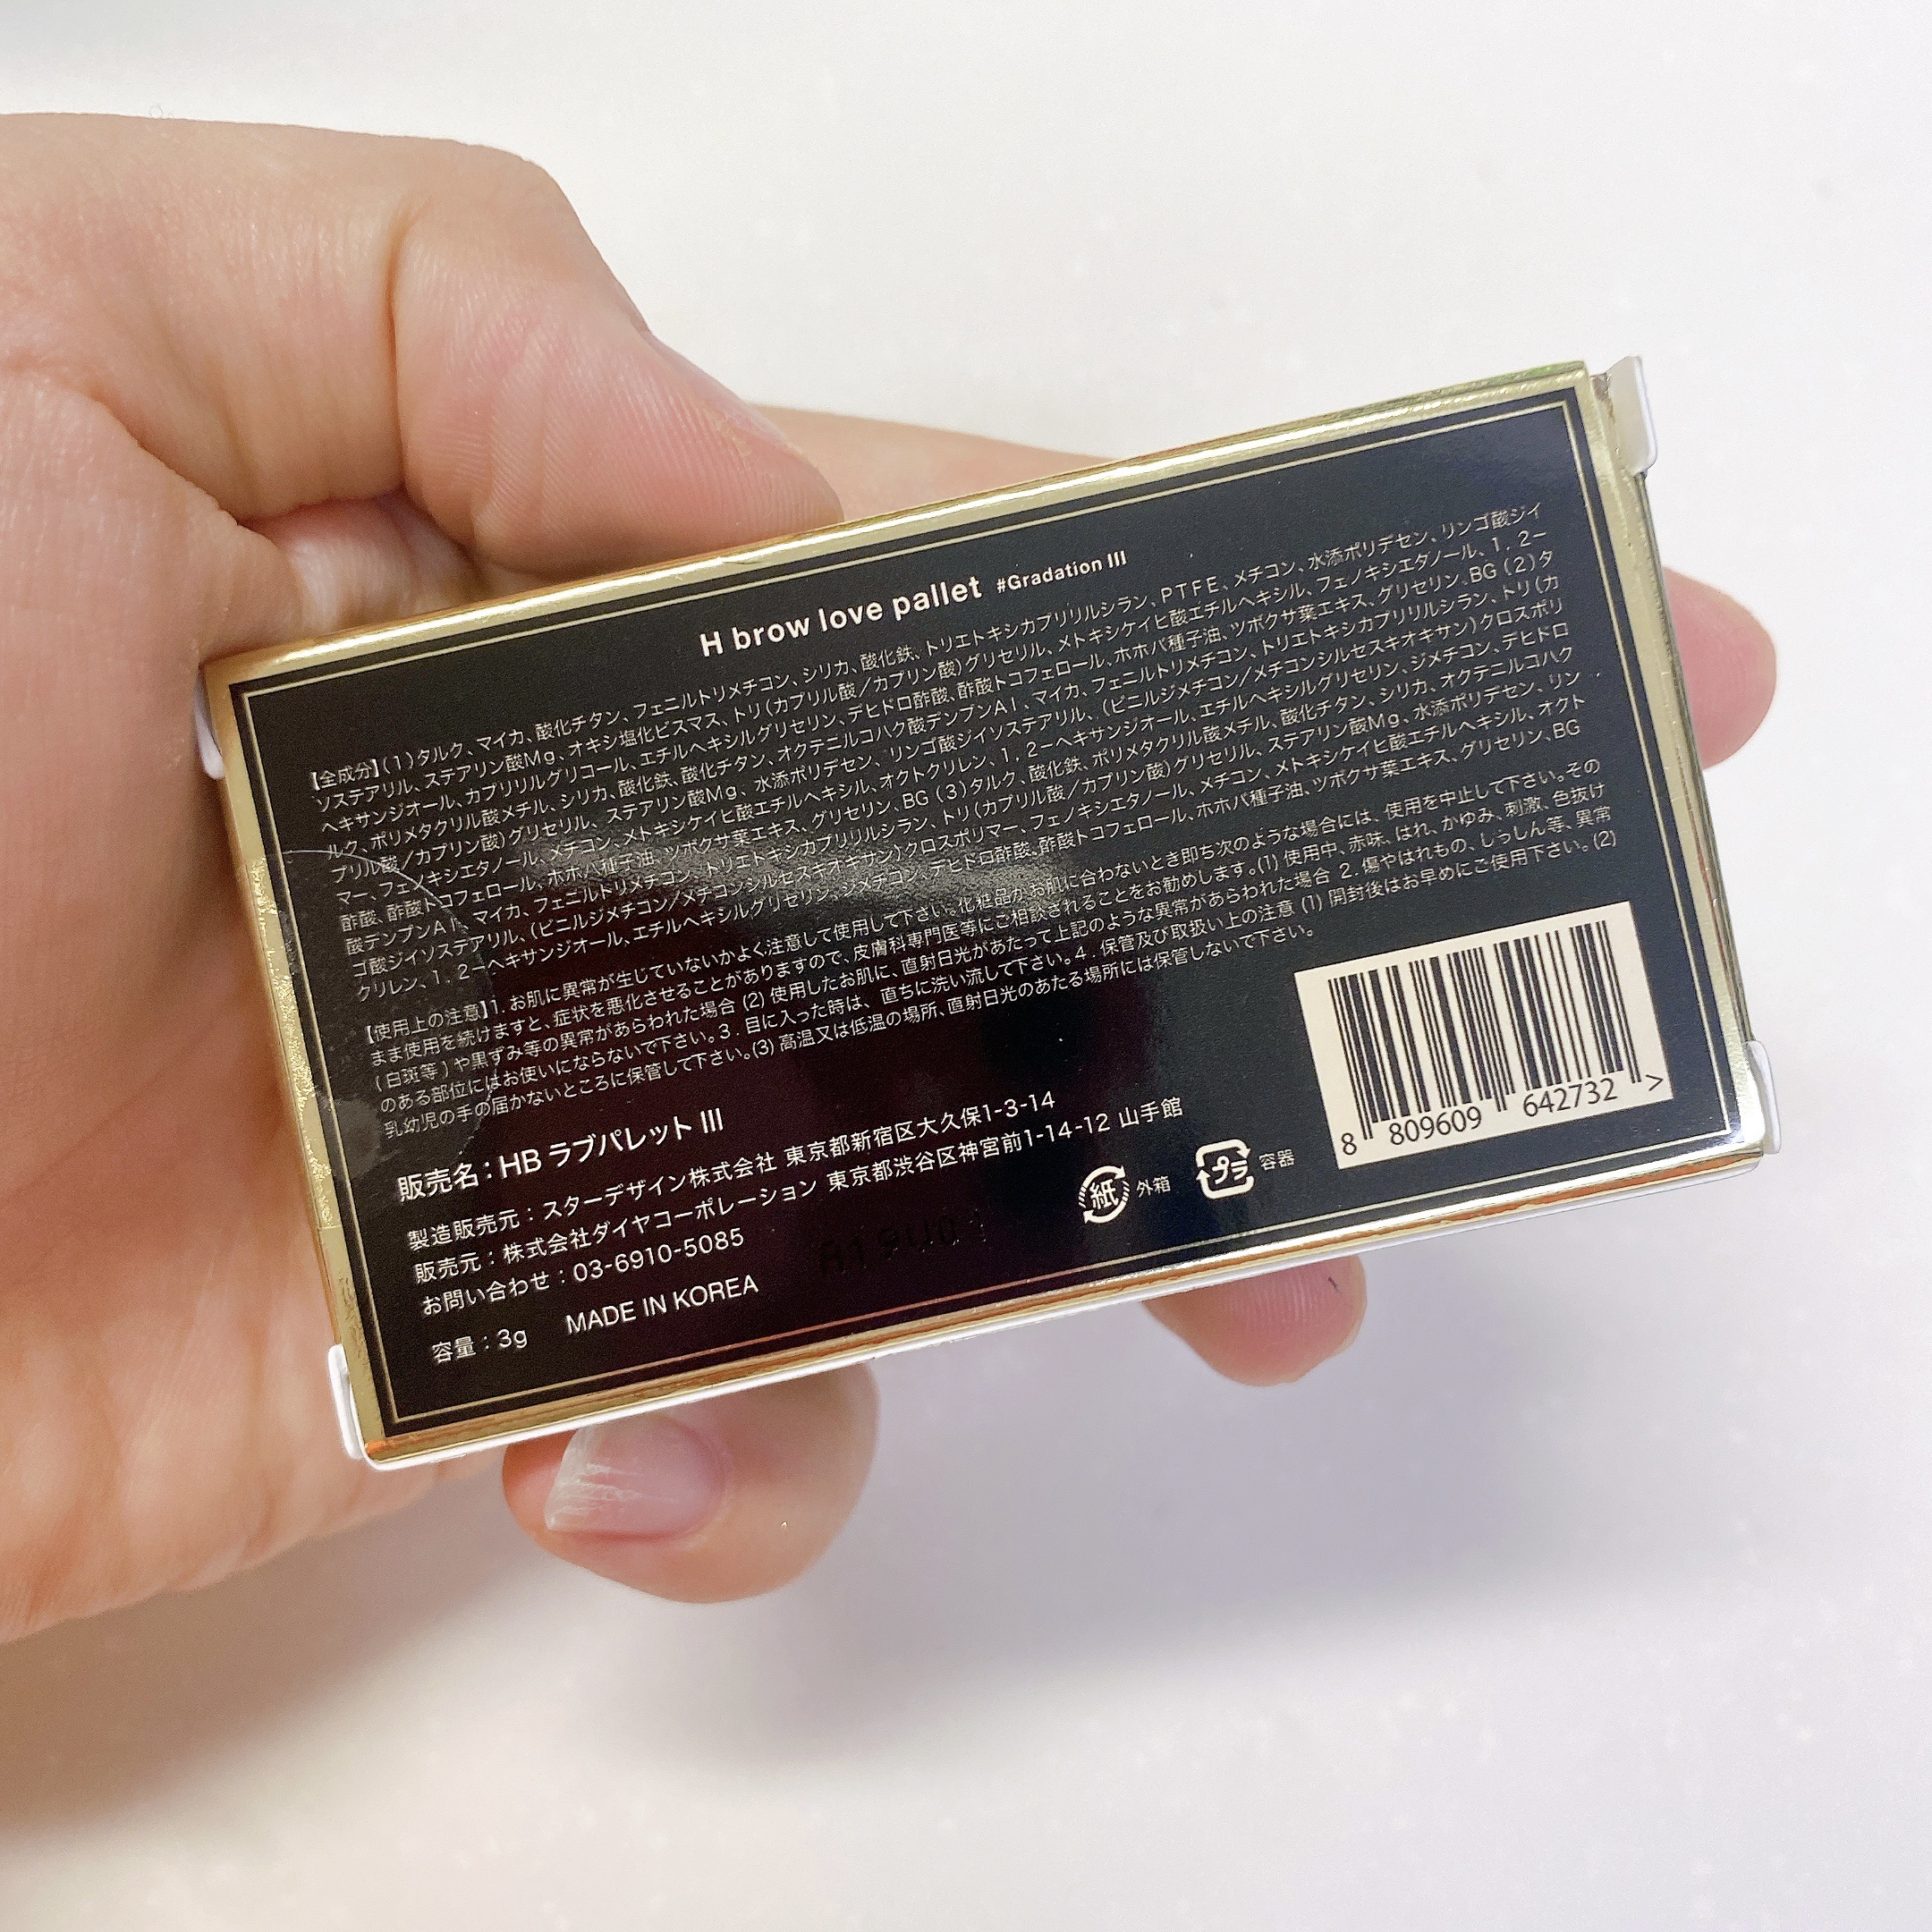 H brow love pallet #Gradation III
【全成分】(1)タルク、マイカ、酸化チタン、フェニルトリメチコン、シリカ、酸化鉄、トリエトキシカプリリルシラン、PTFE、メチコン、水添ポリデセン、リンゴ酸ジイ
ソステアリル、ステアリン酸Mg、オキシ塩化ビスマス、トリ(カプリル酸/カプリン酸)グリセリル、メトキシケイヒ酸エチルヘキシル、フェノキシエタノール、1，2−
ヘキサンジオール、カプリリルグリコール、エチルヘキシルグリセリン、デヒドロ酢酸、酢酸トコフェロール、ホホバ種子油、ツボクサ葉エキス、グリセリン、BG (2)タ
ルク、ポリメタクリル酸メチル、シリカ、酸化鉄、酸化チタン、オクテニルコハク酸デンプンAl、マイカ、フェニルトリメチコン、トリエトキシカプリリルシラン、トリ(カ
プリル酸/カプリン酸)グリセリル、ステアリン酸Mg、水添ポリデセン、リンゴ酸ジイソステアリル、(ビニルジメチコン/メチコンシルセスキオキサン)クロスポリ
マー、フェノキシエタノール、メチコン、メトキシケイヒ酸エチルヘキシル、オクトクリレン、1，2−ヘキサンジオール、エチルヘキシルグリセリン、ジメチコン、デヒドロ
酢酸、酢酸トコフェロール、ホホバ種子油、ツボクサ葉エキス、グリセリン、BG (3)タルク、酸化鉄、ポリメタクリル酸メチル、酸化チタン、シリカ、オクテニルコハク
酸デンプンAl、マイカ、フェニルトリメチコン、トリエトキシカプリリルシラン、トリ(カプリル酸/カプリン酸)グリセリル、ステアリン酸Mg、水添ポリデセン、リン
ゴ酸ジイソステアリル、(ビニルジメチコン/メチコンシルセスキオキサン)クロスポリマー、フェノキシエタノール、メチコン、メトキシケイヒ酸エチルヘキシル、オクト
クリレン、1，2−ヘキサンジオール、エチルヘキシルグリセリン、ジメチコン、デヒドロ酢酸、酢酸トコフェロール、ホホバ種子油、ツボクサ葉エキス、グリセリン、BG
【使用上の注意】1. お肌に異常が生じていないかよく注意して使用して下さい。化粧品がお肌に合わないとき即ち次のような場合には、使用を中止して下さい。その
まま使用を続けますと、症状を悪化させることがありますので、皮膚科専門医等にご相談されることをお勧めします。(1) 使用中、赤味、はれ、かゆみ、刺激、色抜け
(白斑等)や黒ずみ等の異常があらわれた場合 (2) 使用したお肌に、直射日光があたって上記のような異常があらわれた場合 2. 傷やはれもの、しっしん等、異常
のある部位にはお使いにならないで下さい。3. 目に入った時は、直ちに洗い流して下さい。4. 保管及び取扱い上の注意 (1) 開封後はお早めにご使用下さい。(2)
乳幼児の手の届かないところに保管して下さい。(3) 高温又は低温の場所、直射日光のあたる場所には保管しないで下さい。
販売名：HB ラブパレット III
製造販売元：スターデザイン株式会社 東京都新宿区大久保1-3-14
販売元：株式会社ダイヤコーポレーション 東京都渋谷区神宮前1-14-12 山手館
お問い合わせ：03-6910-5085
容量：3g MADE IN KOREA
紙 外箱 プラ 容器
8 809609 642732 >